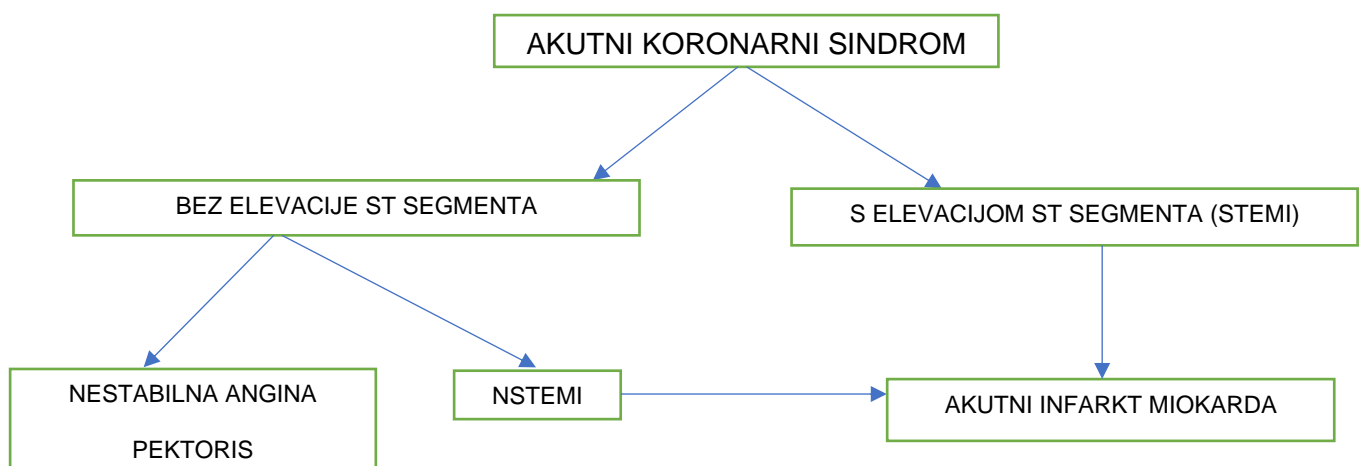 AKUTNI KORONARNI SINDROM
BEZ ELEVACIJE ST SEGMENTA
S ELEVACIJOM ST SEGMENTA (STEMI)
NESTABILNA ANGINA
PEKTORIS
NSTEMI
AKUTNI INFARKT MIOKARDA